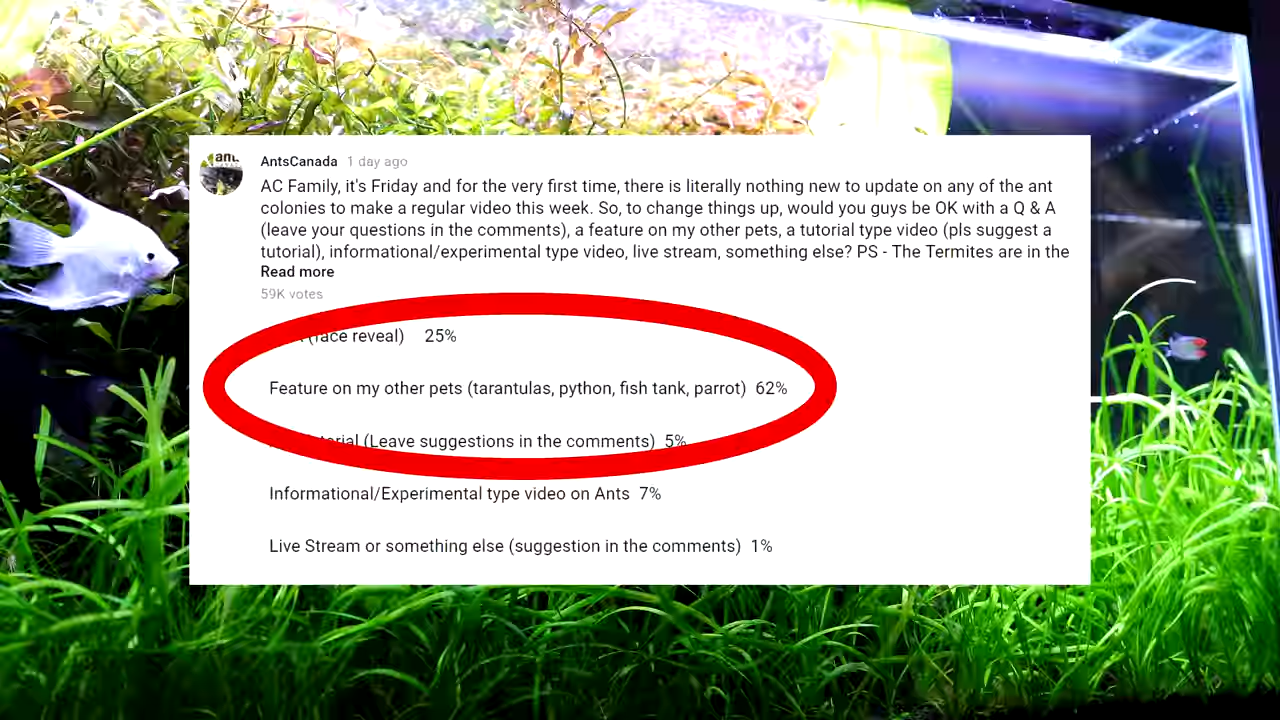 AntsCanada 1 day ago
AC Family, it's Friday and for the very first time, there is literally nothing new to update on any of the ant
colonies to make a regular video this week. So, to change things up, would you guys be OK with a Q & A
(leave your questions in the comments), a feature on my other pets, a tutorial type video (pls suggest a
tutorial), informational/experimental type video, live stream, something else? PS - The Termites are in the
Read more
59K votes
(face reveal) 25%
Feature on my other pets (tarantulas, python, fish tank, parrot) 62%
(Leave suggestions in the comments) 5%
Informational/Experimental type video on Ants 7%
Live Stream or something else (suggestion in the comments) 1%